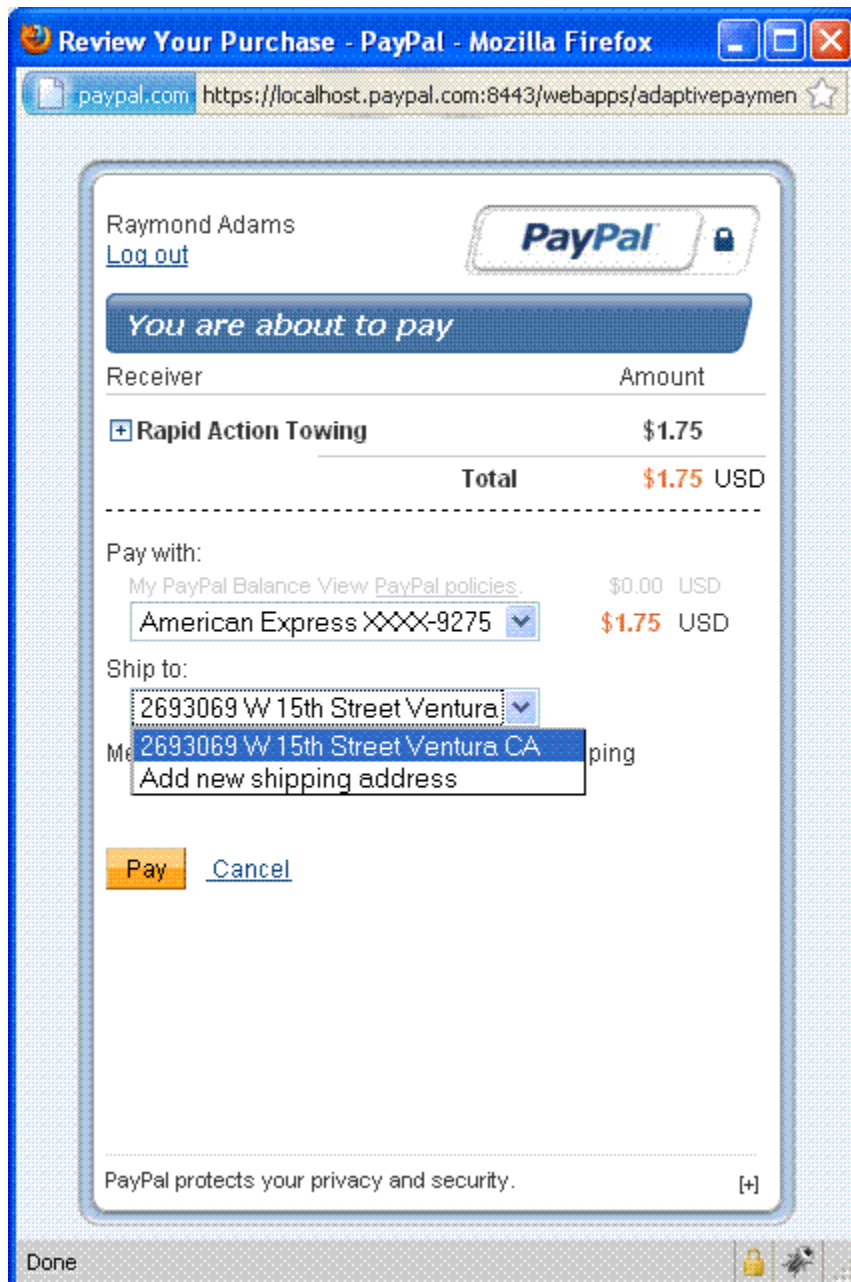 Review Your Purchase - PayPal - Mozilla Firefox
paypal.com https://localhost.paypal.com:8443/webapps/adaptivepaymen
Raymond Adams
PayPal
Log out
You are about to pay
Receiver Amount
Rapid Action Towing $1.75
Total $1.75 USD
Pay with:
My PayPal Balance View PayPal policies. $0.00 USD
American Express XXXX-9275 $1.75 USD
Ship to:
2693069 W 15th Street Ventura
2693069 W 15th Street Ventura CA
Add new shipping address
Pay Cancel
PayPal protects your privacy and security. [+]
Done